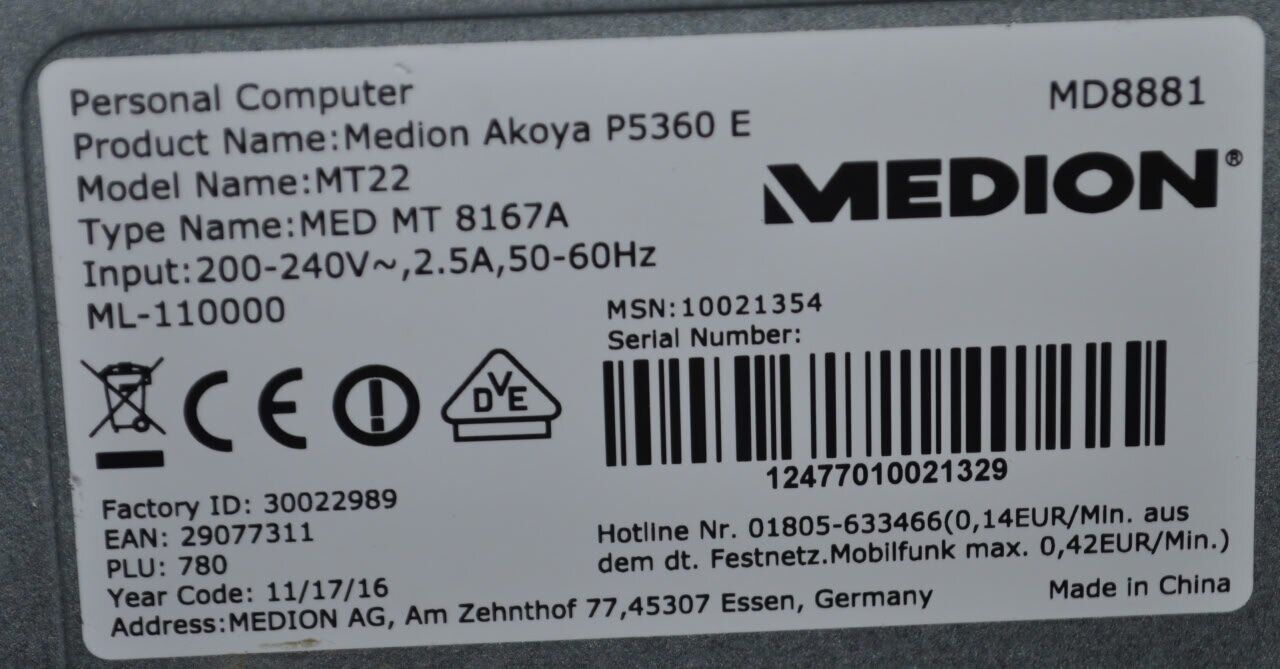 Personal Computer
MD8881
Product Name:Medion Akoya P5360 E
Model Name:MT22
MEDION®
Type Name:MED MT 8167A
Input:200-240V~,2.5A,50-60Hz
ML-110000
MSN:10021354
Serial Number:
CE
DVE
12477010021329
Factory ID: 30022989
EAN: 29077311
PLU: 780
Year Code: 11/17/16
Address:MEDION AG, Am Zehnthof 77,45307 Essen, Germany
Hotline Nr. 01805-633466(0,14EUR/Min. aus
dem dt. Festnetz.Mobilfunk max. 0,42EUR/Min.)
Made in China